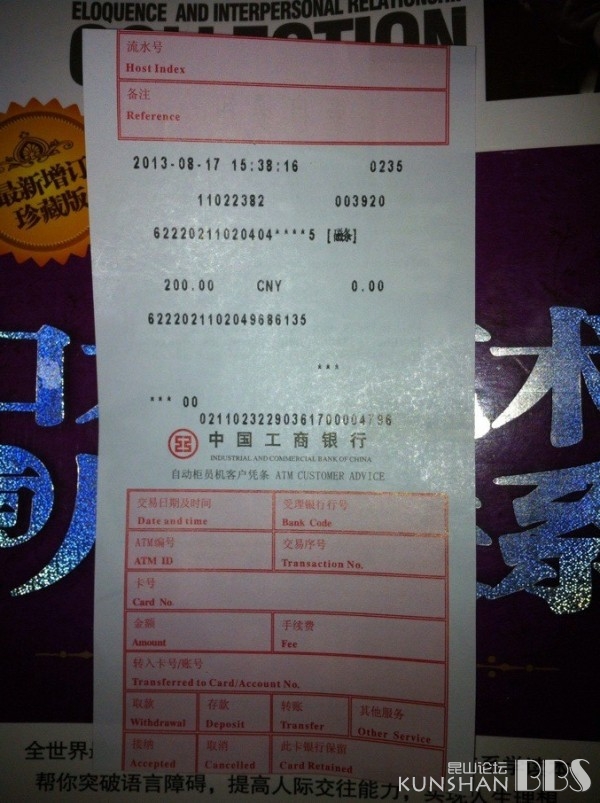 ELOQUENCE AND INTERPERSONAL RELATIONSHIP
COLLECTION
流水号
Host Index
备注
Reference
最新增订
珍藏版
2013-08-17 15:38:16 0235
11022382 003920
62220211020404****5 [磁条]
200.00 CNY 0.00
6222021102049686135
***
*** 00
02110232290361700004796
中国工商银行
INDUSTRIAL AND COMMERCIAL BANK OF CHINA
自动柜员机客户凭条 ATM CUSTOMER ADVICE
交易日期及时间 受理银行行号
Date and time Bank Code
ATM编号 交易序号
ATM ID Transaction No.
卡号
Card No.
金额 手续费
Amount Fee
转入卡号/账号
Transferred to Card/Account No.
取款 存款 转账 其他服务
Withdrawal Deposit Transfer Other Service
接纳 取消 此卡银行保留
Accepted Cancelled Card Retained
全世界
帮你突破语言障碍，提高人际交往能力，
昆山论坛
KUNSHAN BBS